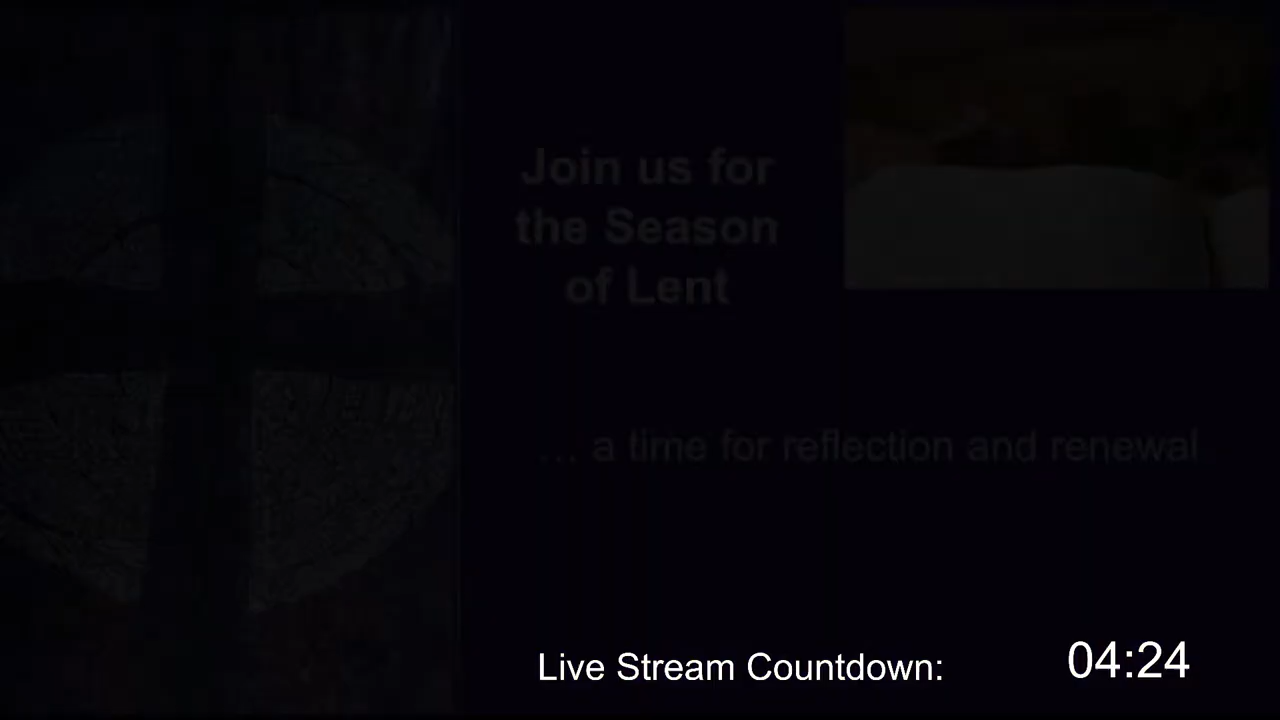 Join us for
the Season
of Lent
... a time for reflection and renewal
Live Stream Countdown: 04:24